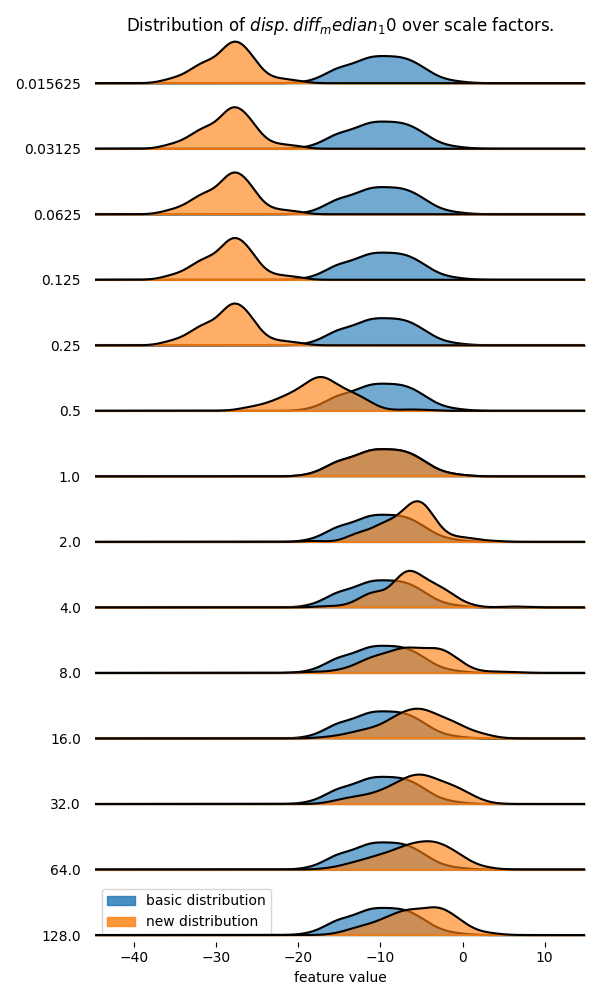 Distribution of disp. diff_median_10 over scale factors.
0.015625
0.03125
0.0625
0.125
0.25
0.5
1.0
2.0
4.0
8.0
16.0
32.0
64.0
128.0
basic distribution
new distribution
−40 −30 −20 −10 0 10
feature value